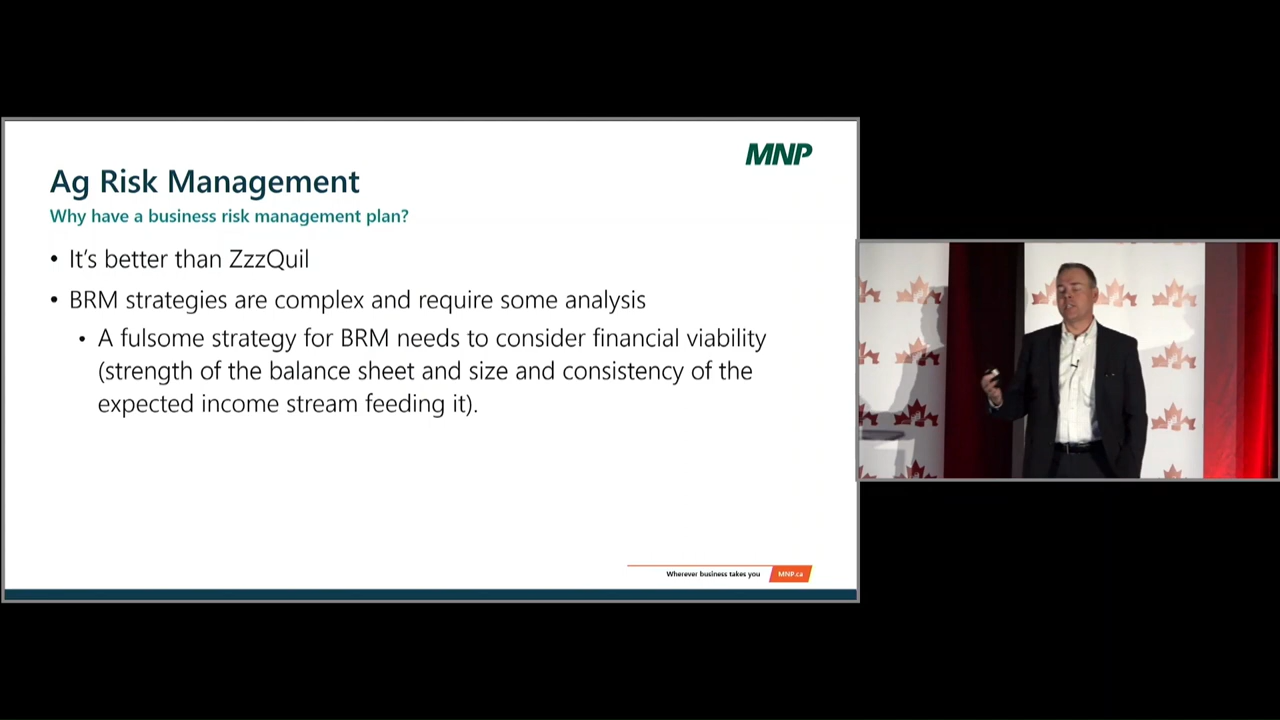 MNP
Ag Risk Management
Why have a business risk management plan?
• It's better than ZzzQuil
• BRM strategies are complex and require some analysis
• A fulsome strategy for BRM needs to consider financial viability
(strength of the balance sheet and size and consistency of the
expected income stream feeding it).
Wherever business takes you
MNP.ca